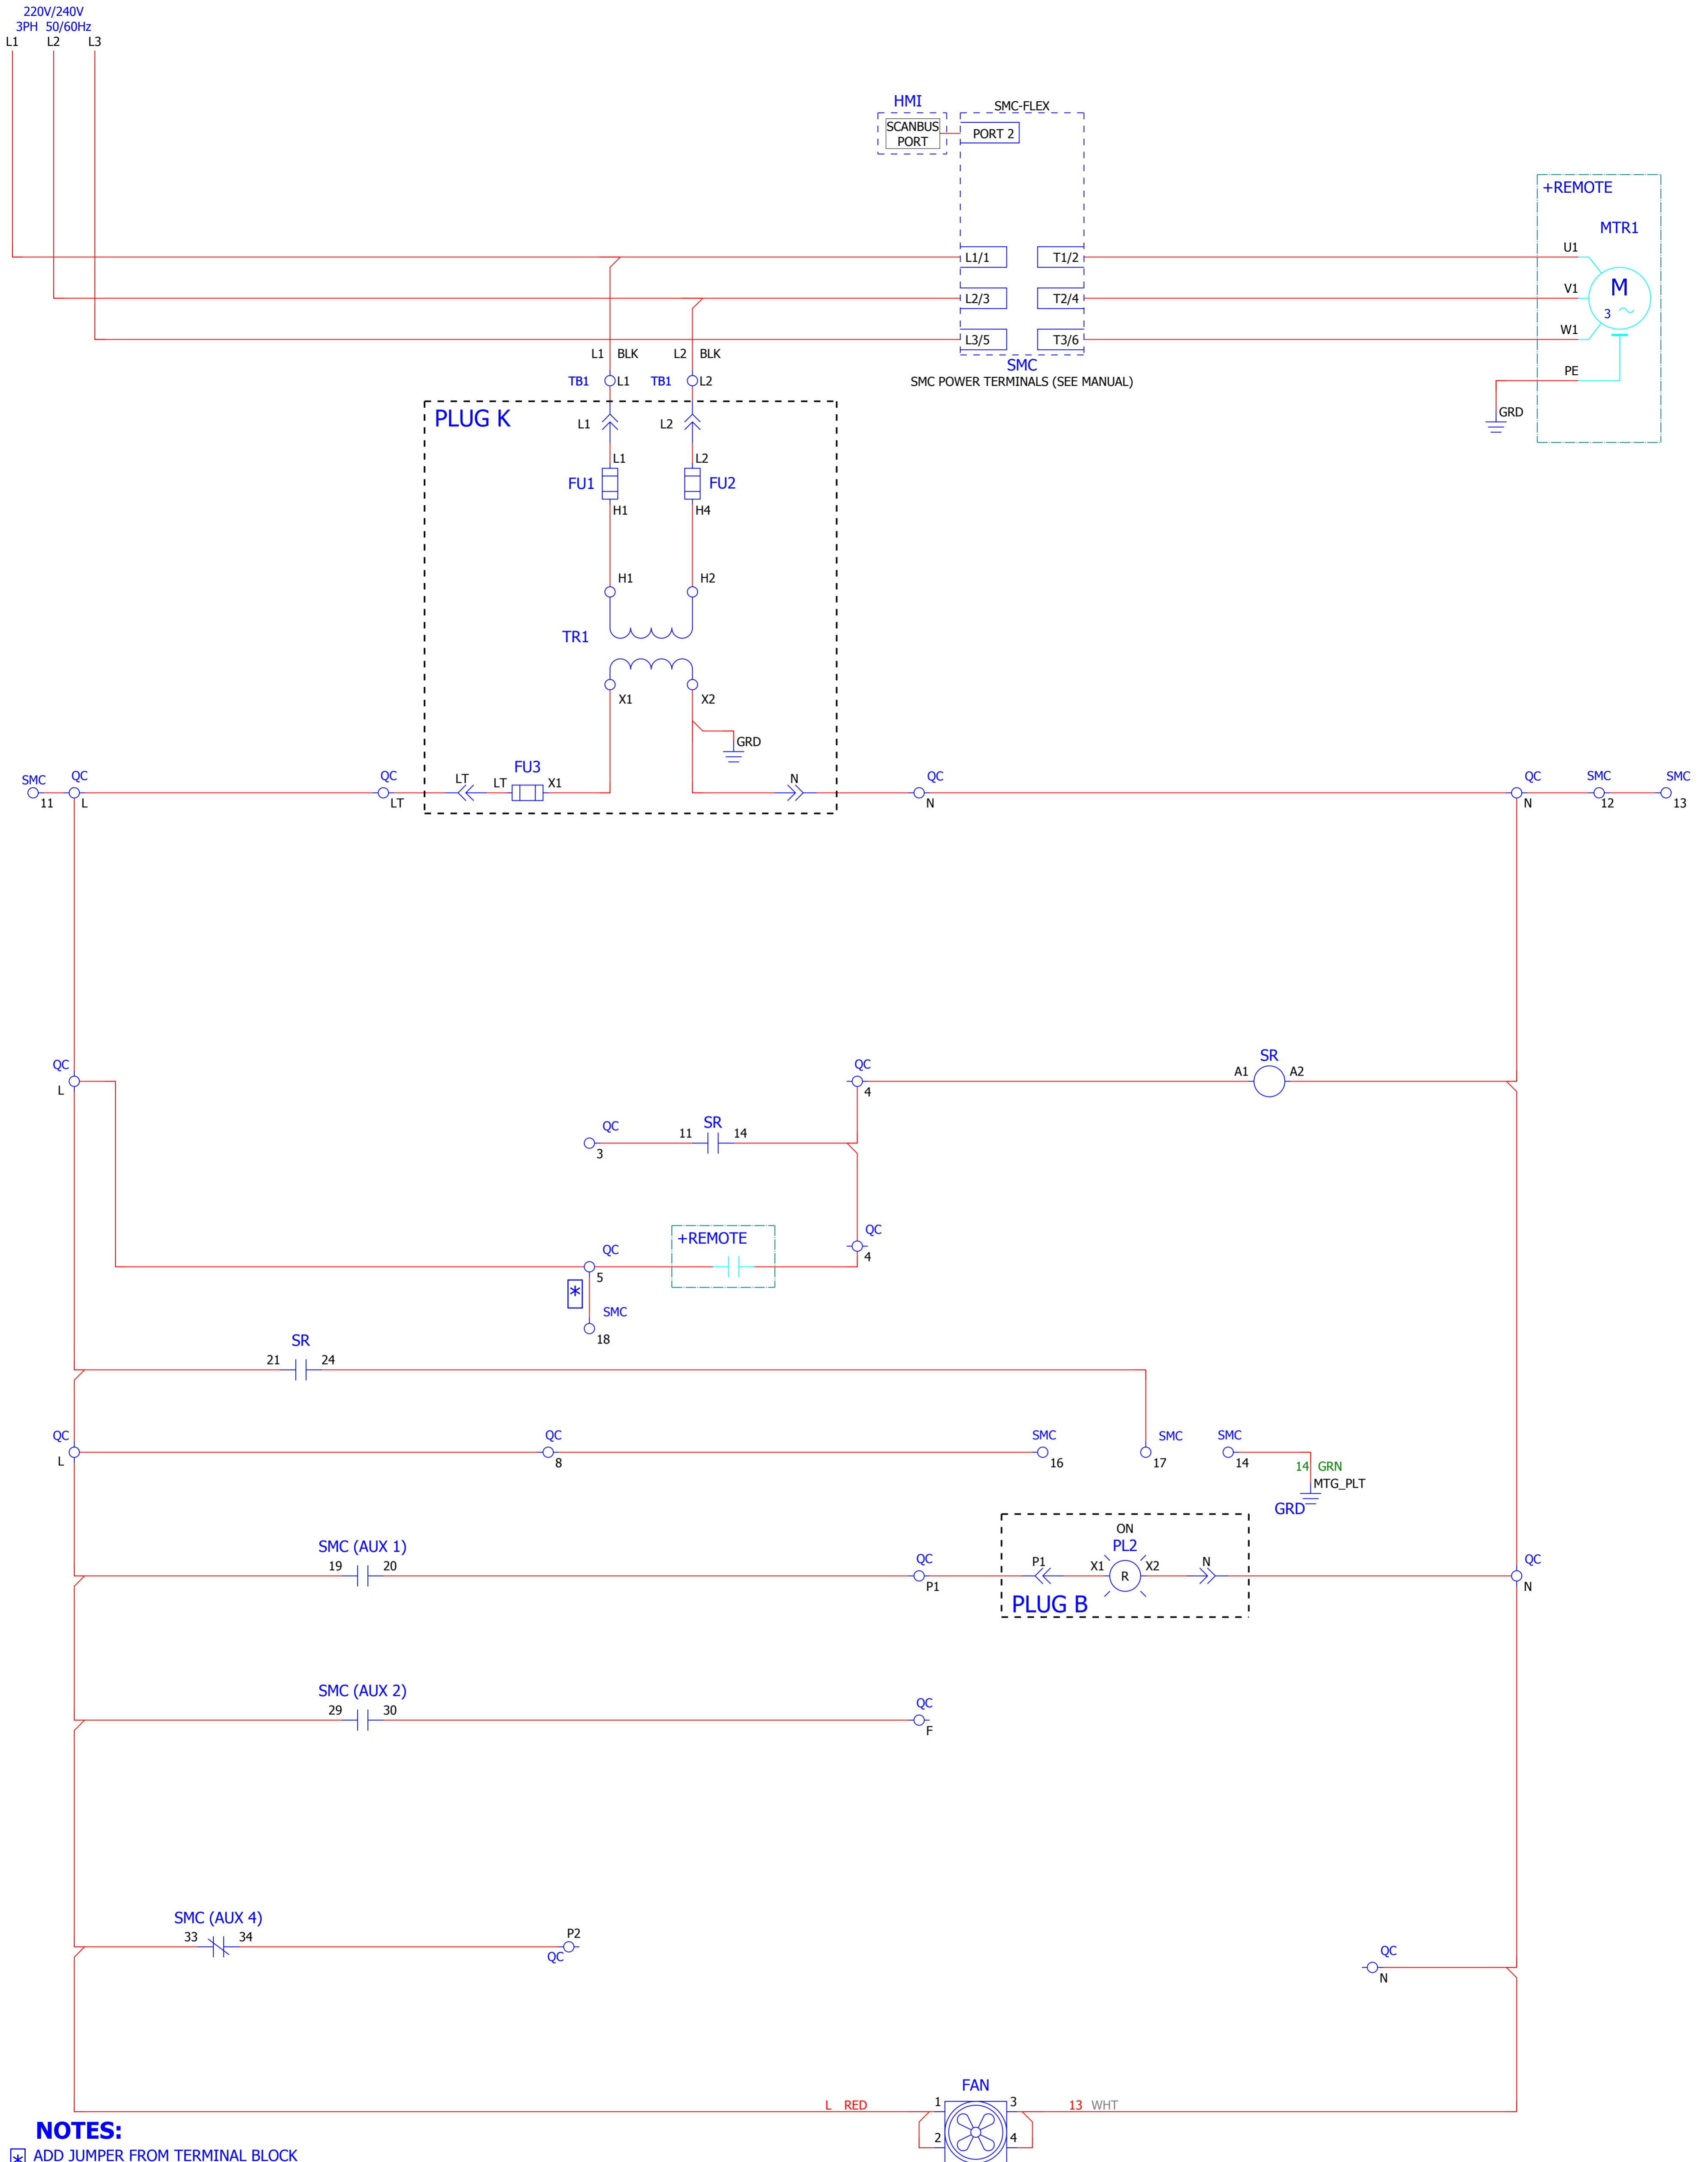 220V/240V
3PH 50/60Hz
L1 L2 L3
HMI
SMC-FLEX
SCANBUS
PORT
PORT 2
+REMOTE
MTR1
L1/1 T1/2 U1
L2/3 T2/4 V1
M
3
L3/5 T3/6 W1
SMC
SMC POWER TERMINALS (SEE MANUAL)
PE
GRD
L1 BLK L2 BLK
TB1 L1 TB1 L2
PLUG K
L1 L2
L1 L2
FU1 FU2
H1 H4
H1 H2
TR1
X1 X2
GRD
SMC QC QC LT LT FU3 X1 N QC QC SMC SMC
11 L LT N N 12 13
QC QC SR
L 4 A1 A2
QC SR
3 11 14
+REMOTE QC
4
QC
5
*
SMC
18
SR
21 24
QC QC SMC SMC SMC
L 8 16 17 14
14 GRN
MTG_PLT
GRD
ON
SMC (AUX 1) QC PL2 QC
19 20 P1 P1 X1 R X2 N N
PLUG B
SMC (AUX 2) QC
29 30 F
SMC (AUX 4) P2
33 34 QC
QC
N
FAN
L RED 1 3 13 WHT
2 4
NOTES:
* ADD JUMPER FROM TERMINAL BLOCK